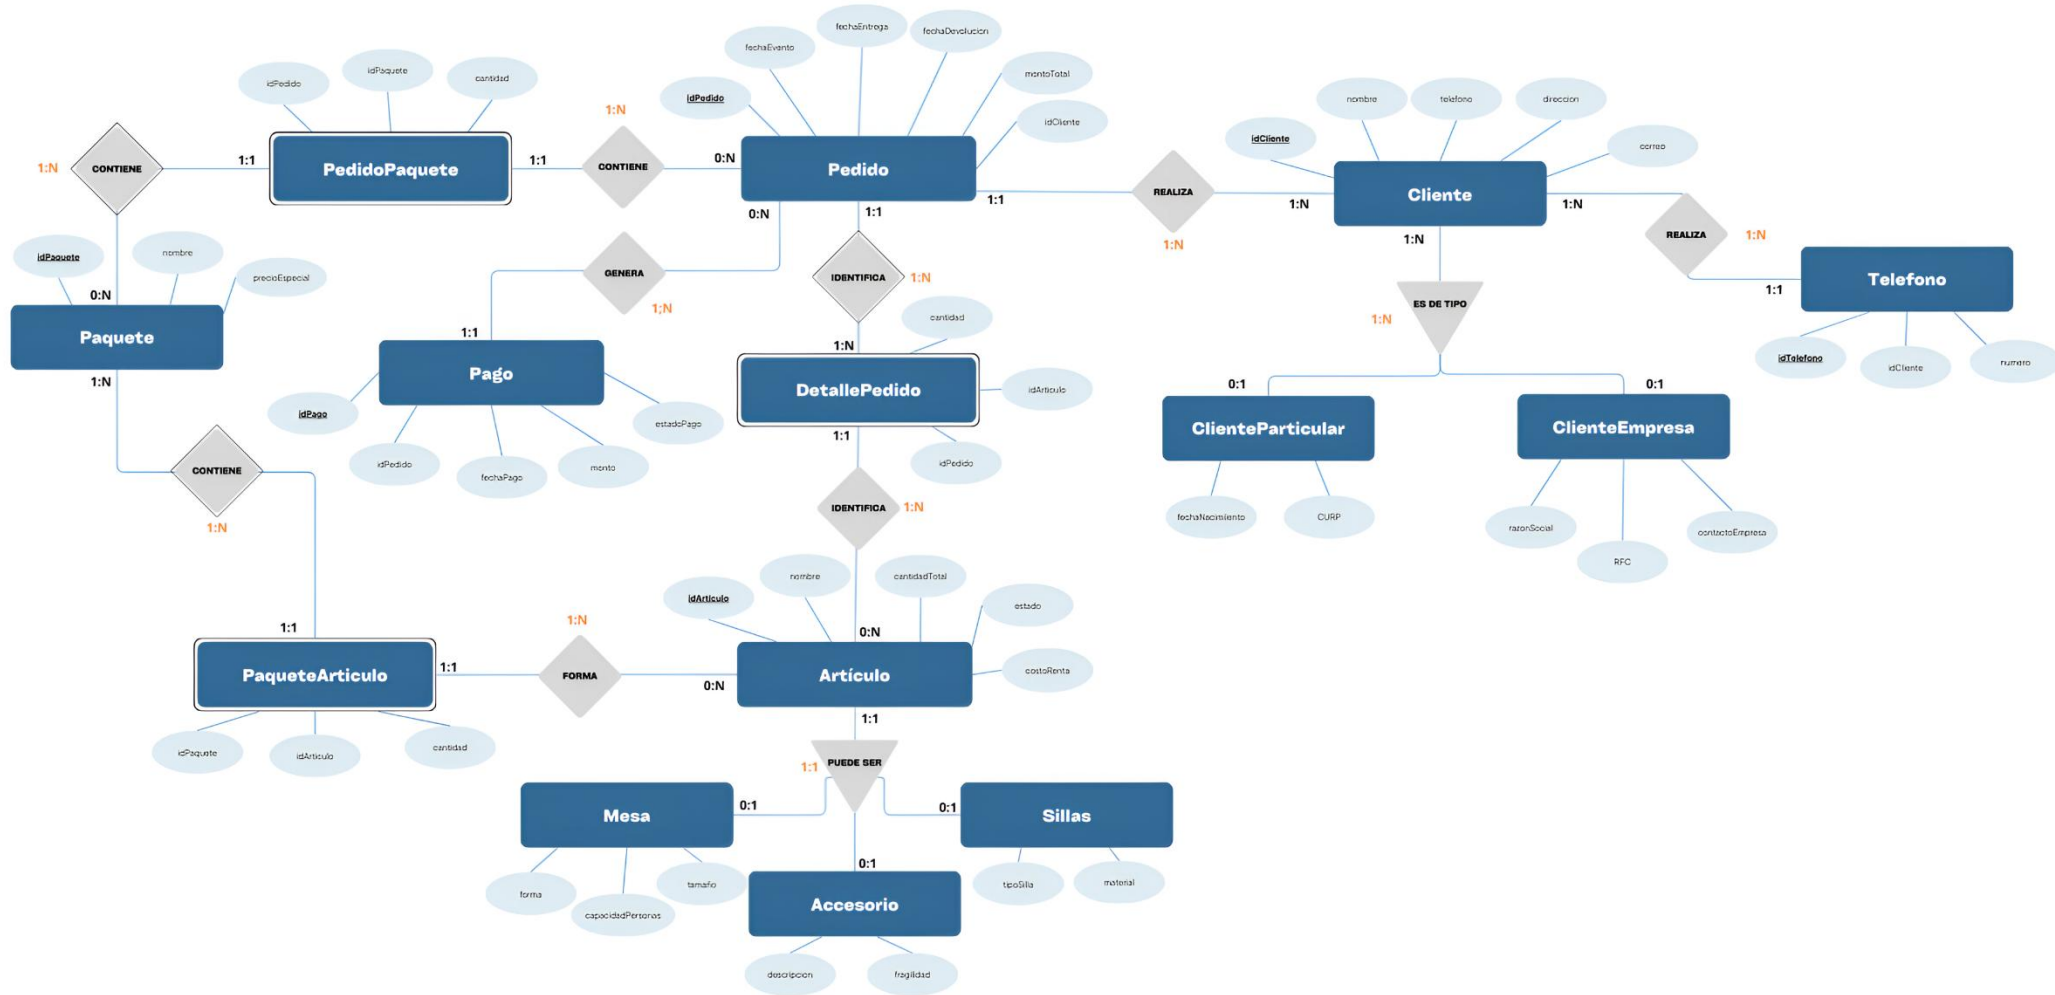 fechaEntrega
fechaDevolucion
fechaEvento
idPaquete
cantidad
idPedido
montoTotal
idPedido
idCliente
1:N
nombre
telefono
direccion
idCliente
correo
CONTIENE
1:N
1:1
PedidoPaquete
1:1
CONTIENE
0:N
Pedido
1:1
REALIZA
1:N
1:N
Cliente
1:N
REALIZA
1:N
1:1
Telefono
idTelefono
idCliente
numero
idPaquete
nombre
precioEspecial
0:N
Paquete
1:N
0:N
GENERA
1;N
1:1
Pago
idPago
idPedido
fechaPago
monto
estadoPago
1:1
IDENTIFICA
1:N
1:N
cantidad
DetallePedido
idArticulo
idPedido
1:1
IDENTIFICA
1:N
0:N
1:N
ES DE TIPO
1:N
0:1
0:1
ClienteParticular
ClienteEmpresa
fechaNacimiento
CURP
razonSocial
RFC
contactoEmpresa
CONTIENE
1:N
1:1
PaqueteArticulo
1:1
idPaquete
idArticulo
cantidad
1:N
FORMA
0:N
idArticulo
nombre
cantidadTotal
estado
costoRenta
Artículo
1:1
1:1
PUEDE SER
0:1
0:1
0:1
Mesa
forma
capacidadPersonas
tamaño
Sillas
tipoSilla
material
Accesorio
descripcion
fragilidad